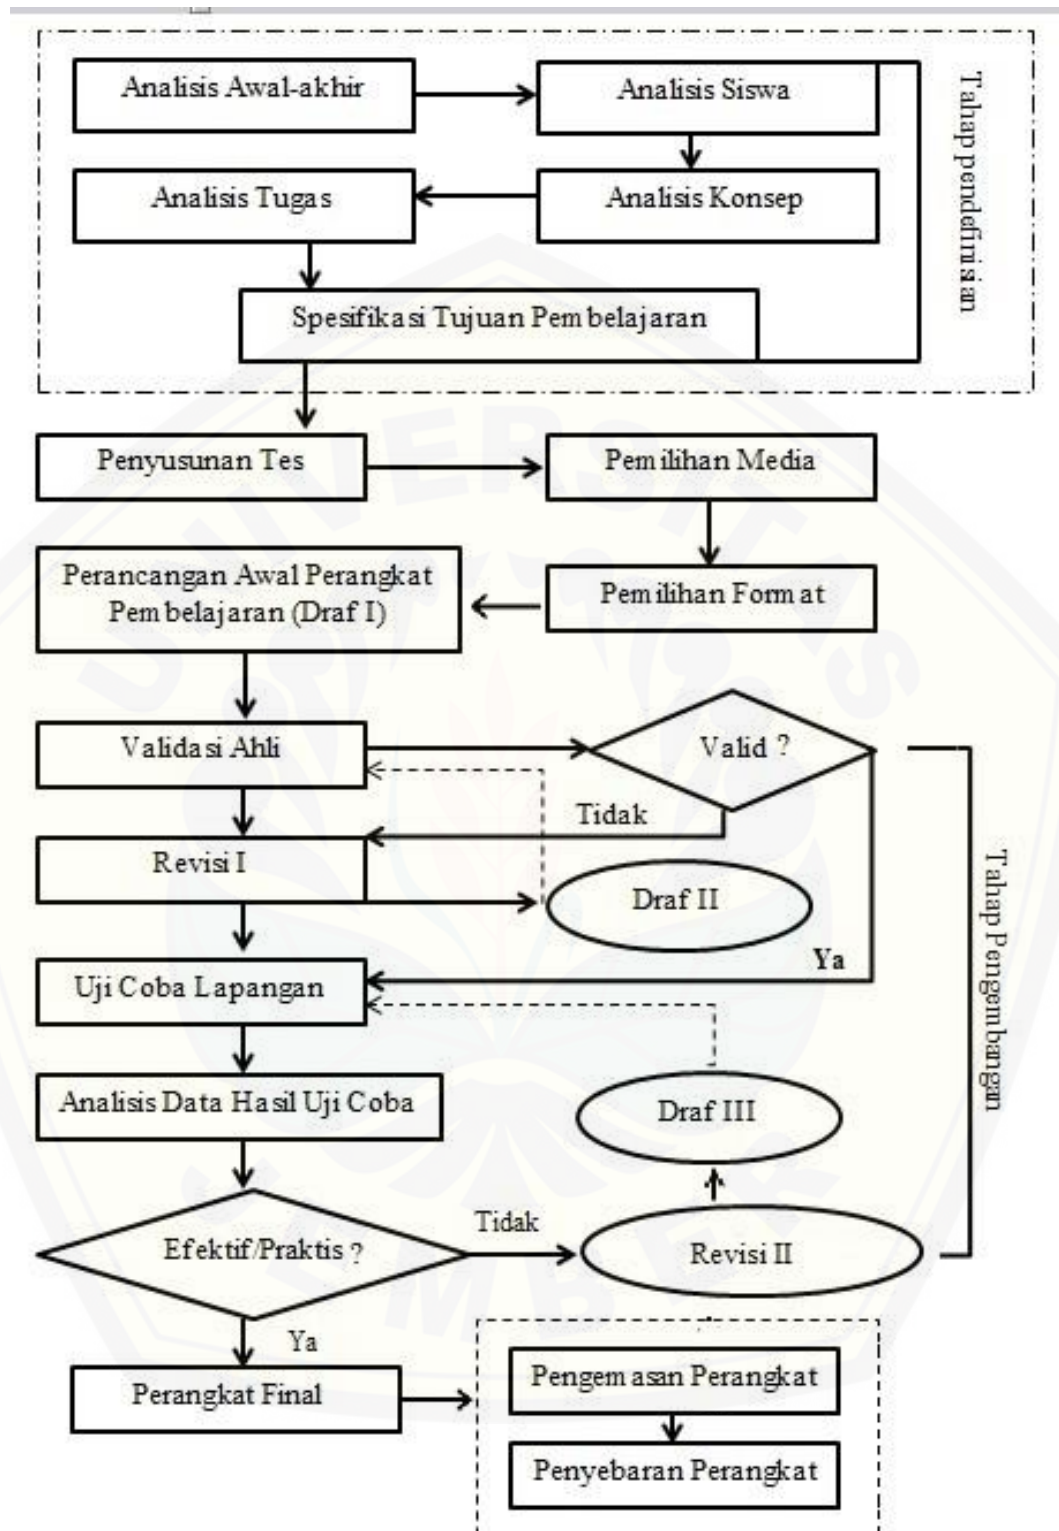 Analisis Awal-akhir
Analisis Siswa
Tahap pendefinisian
Analisis Tugas
Analisis Konsep
Spesifikasi Tujuan Pembelajaran
Penyusunan Tes
Pemilihan Media
Perancangan Awal Perangkat
Pembelajaran (Draf I)
Pemilihan Format
Validasi Ahli
Valid ?
Tidak
Revisi I
Draf II
Ya
Tahap Pengembangan
Uji Coba Lapangan
Analisis Data Hasil Uji Coba
Draf III
Efektif/Praktis ?
Tidak
Revisi II
Ya
Perangkat Final
Pengemasan Perangkat
Penyebaran Perangkat
UNIVERSITAS
JEMBER